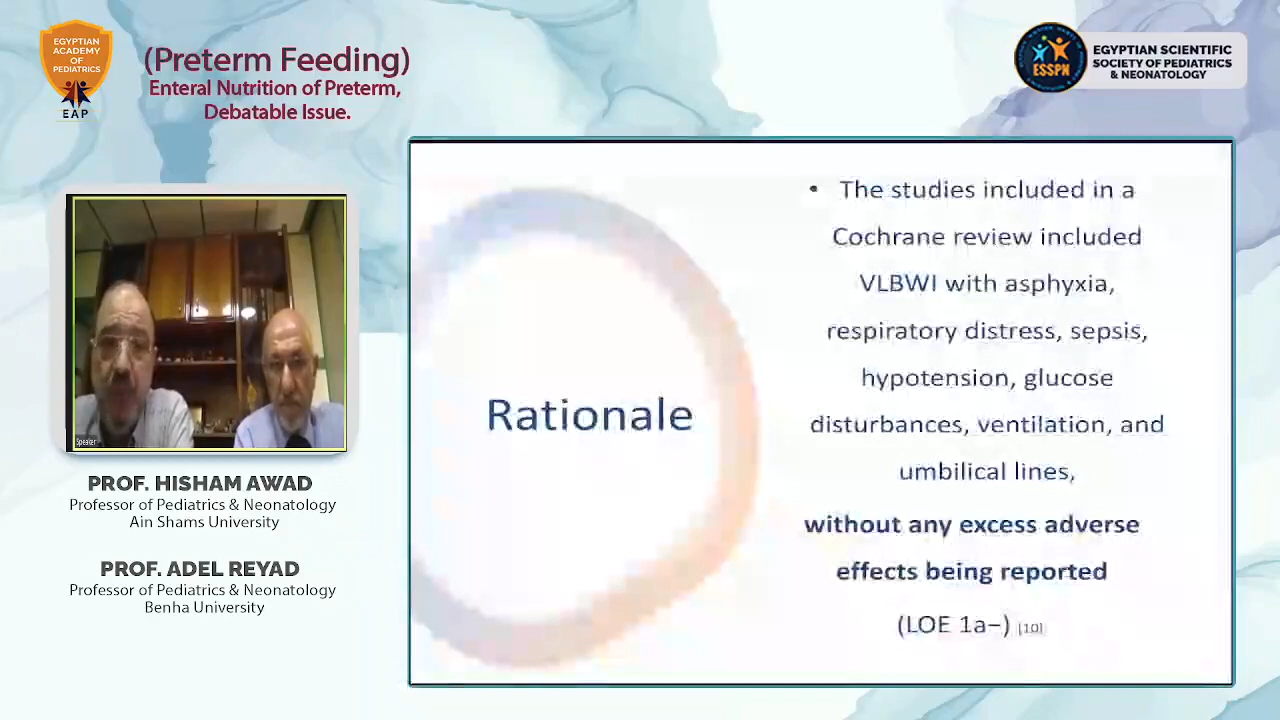 EGYPTIAN
ACADEMY
OF
PEDIATRICS
EAP
(Preterm Feeding)
Enteral Nutrition of Preterm,
Debatable Issue.
ESSPN
EGYPTIAN SCIENTIFIC
SOCIETY OF PEDIATRICS
& NEONATOLOGY
Speaker
PROF. HISHAM AWAD
Professor of Pediatrics & Neonatology
Ain Shams University
PROF. ADEL REYAD
Professor of Pediatrics & Neonatology
Benha University
Rationale
• The studies included in a
Cochrane review included
VLBWI with asphyxia,
respiratory distress, sepsis,
hypotension, glucose
disturbances, ventilation, and
umbilical lines,
without any excess adverse
effects being reported
(LOE 1a–) [10]